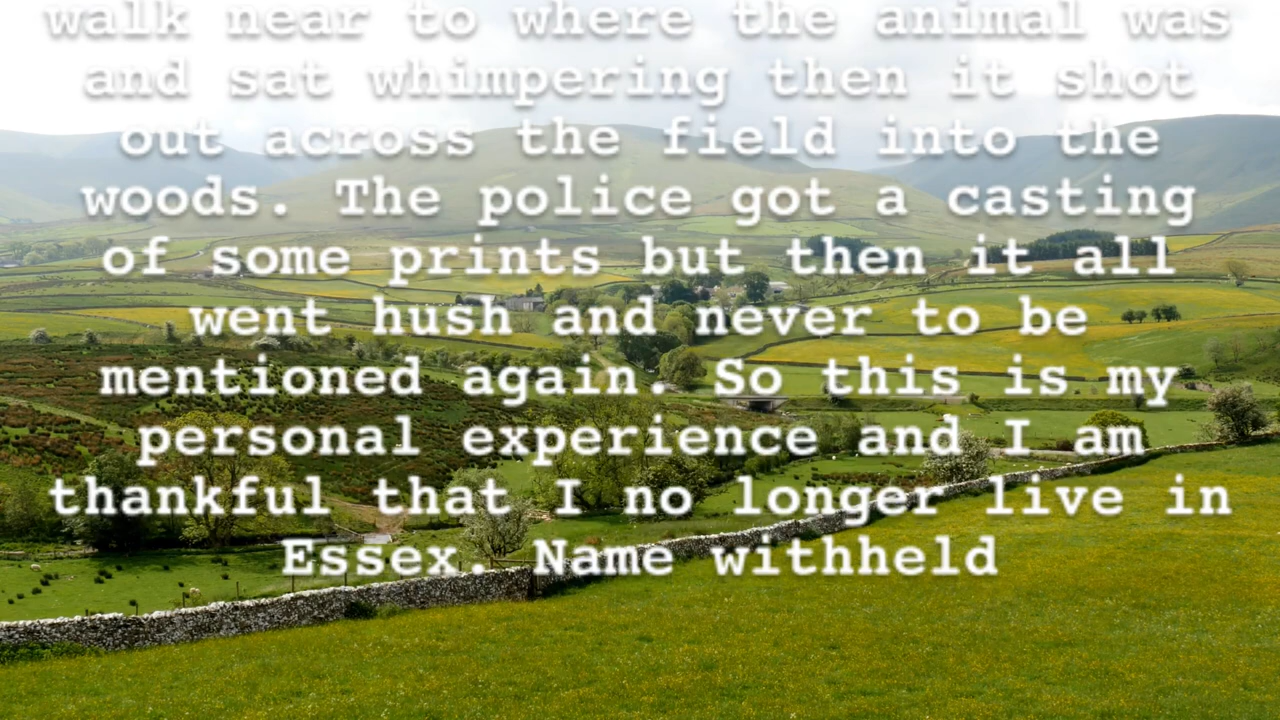 walk near to where the animal was
and sat whimpering then it shot
out across the field into the
woods. The police got a casting
of some prints but then it all
went hush and never to be
mentioned again. So this is my
personal experience and I am
thankful that I no longer live in
Essex. Name withheld